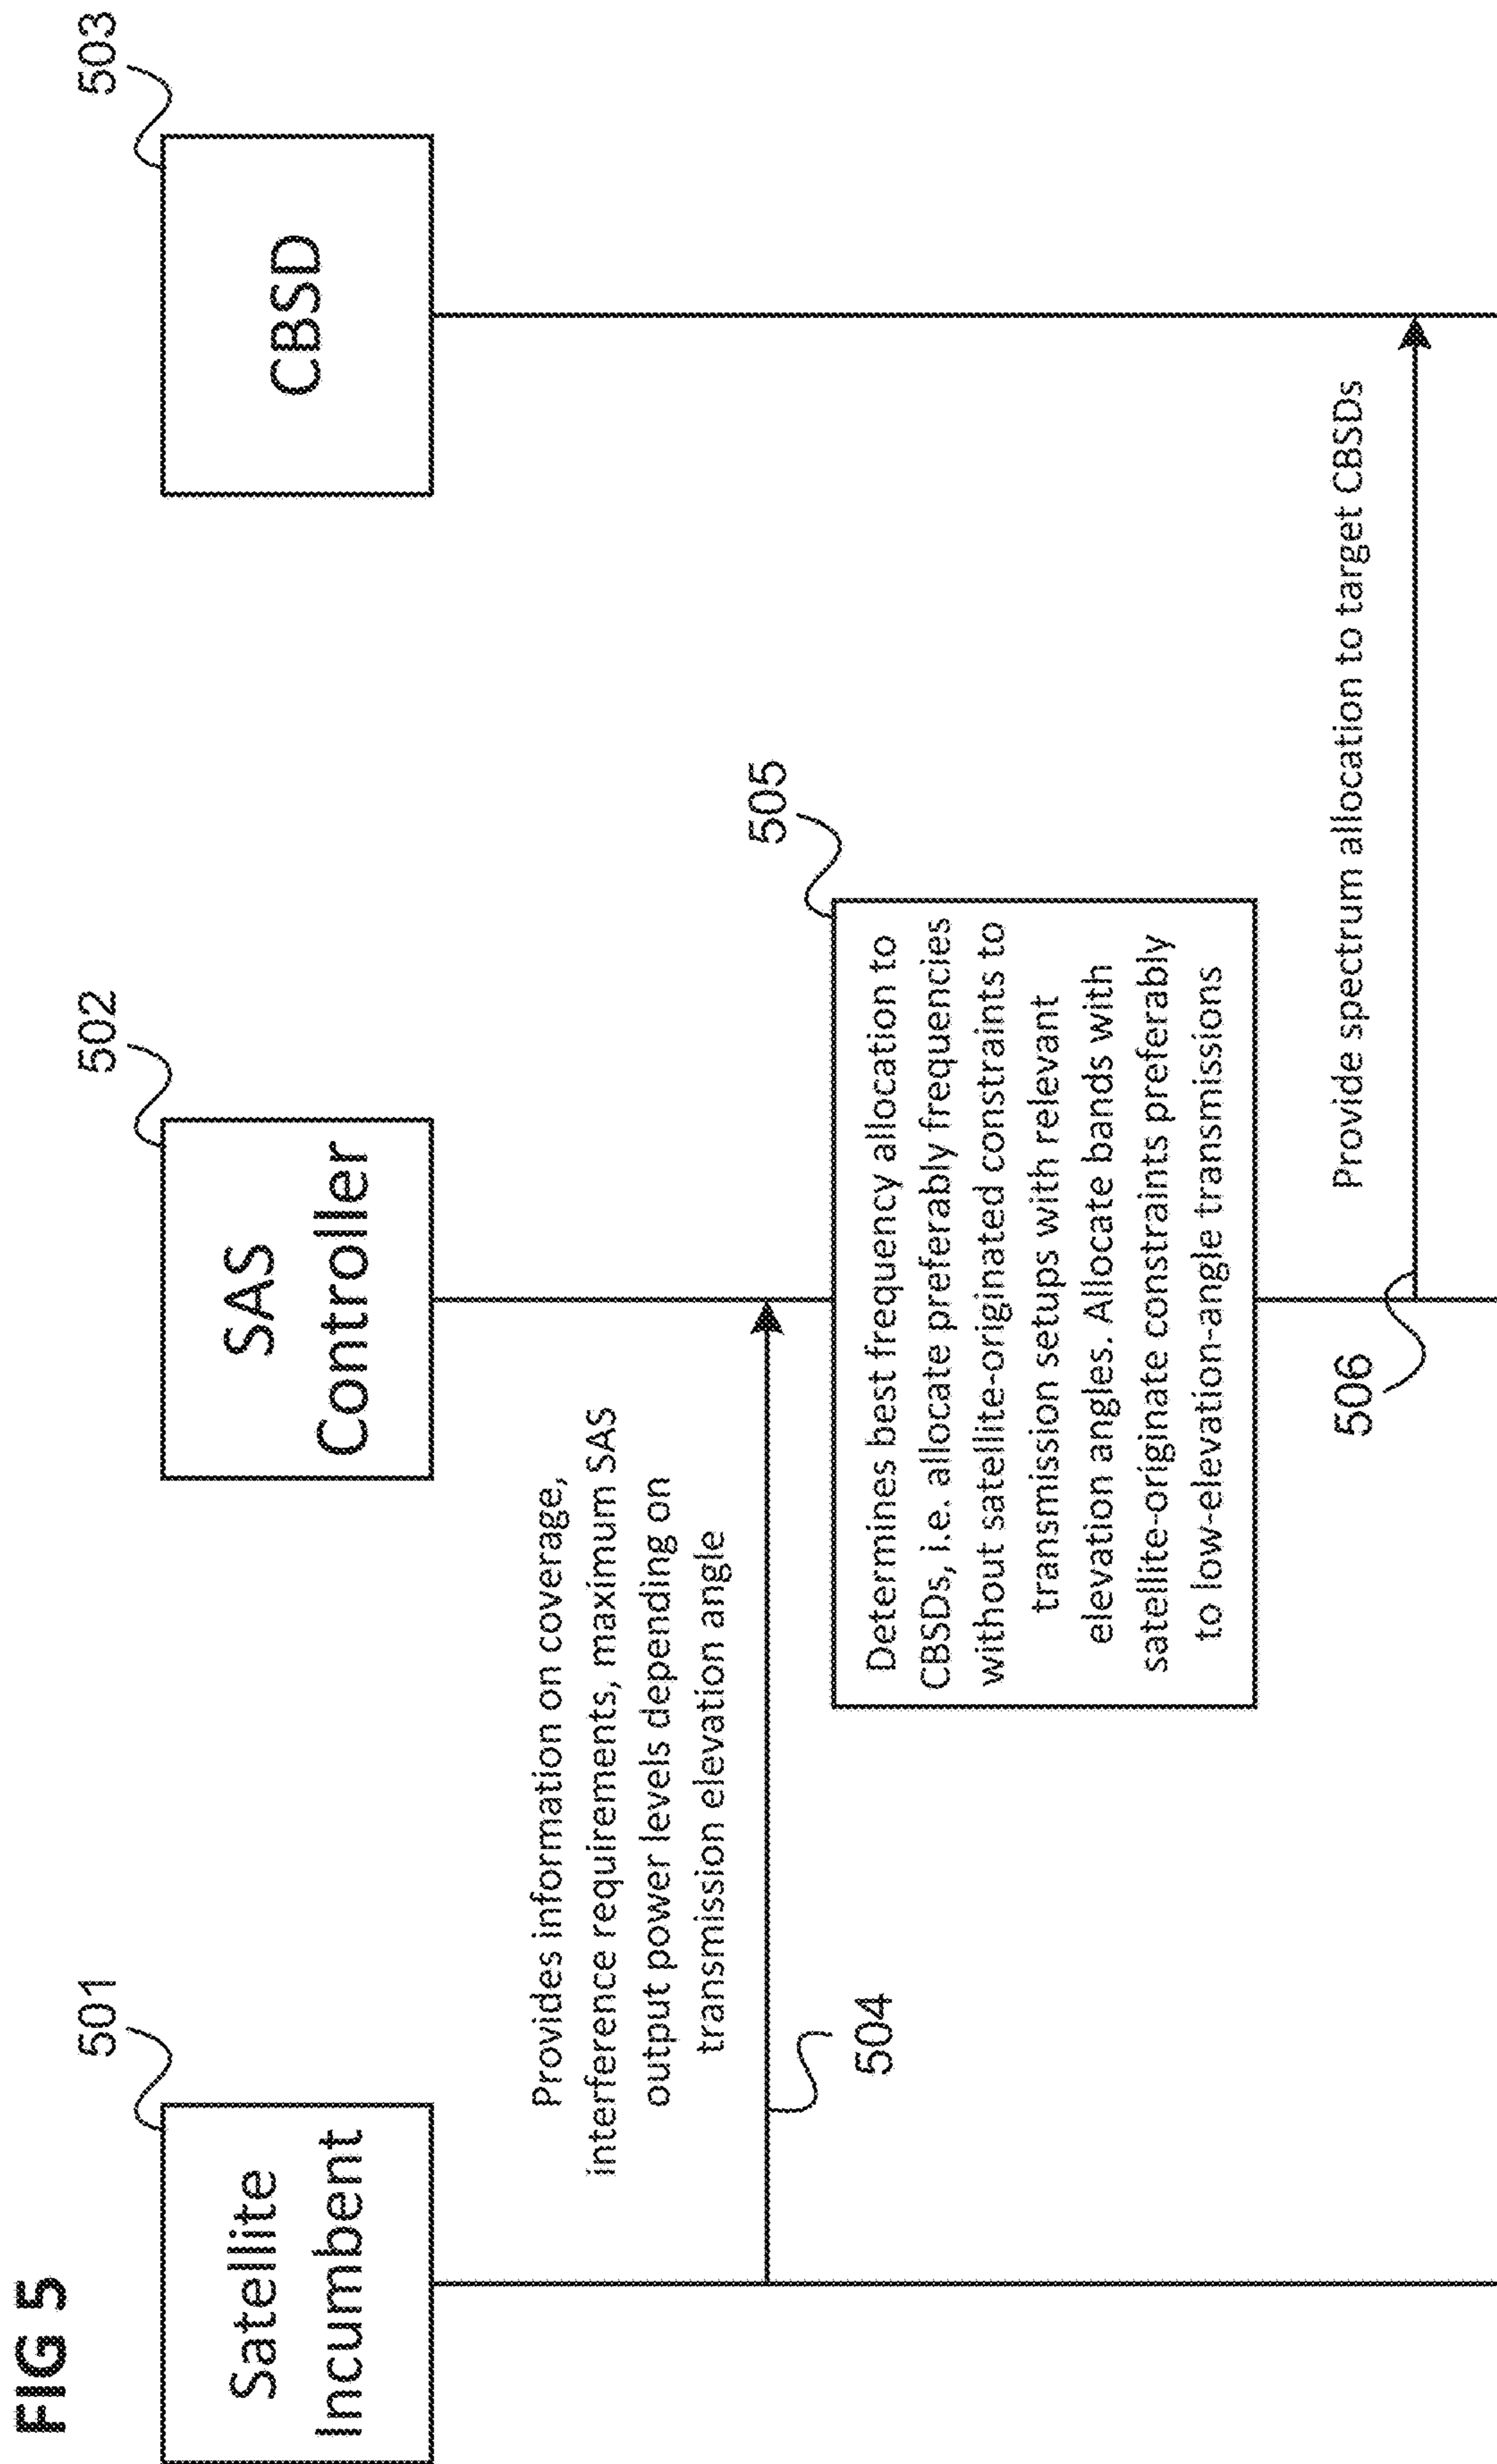 FIG 5
501
Satellite
Incumbent
502
SAS
Controller
503
CBSD
Provides information on coverage,
interference requirements, maximum SAS
output power levels depending on
transmission elevation angle
504
505
Determines best frequency allocation to
CBSDs, i.e. allocate preferably frequencies
without satellite-originated constraints to
transmission setups with relevant
elevation angles. Allocate bands with
satellite-originate constraints preferably
to low-elevation-angle transmissions
Provide spectrum allocation to target CBSDs
506